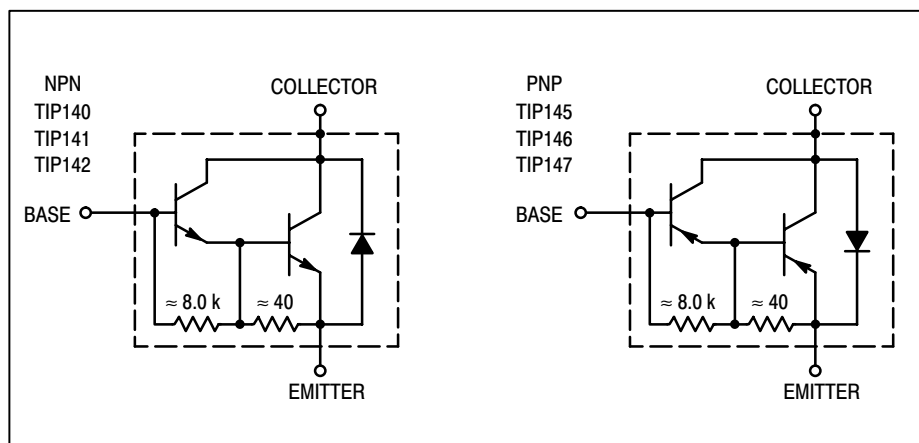 NPN
TIP140
TIP141
TIP142
COLLECTOR
BASE
≈ 8.0 k
≈ 40
EMITTER
PNP
TIP145
TIP146
TIP147
COLLECTOR
BASE
≈ 8.0 k
≈ 40
EMITTER